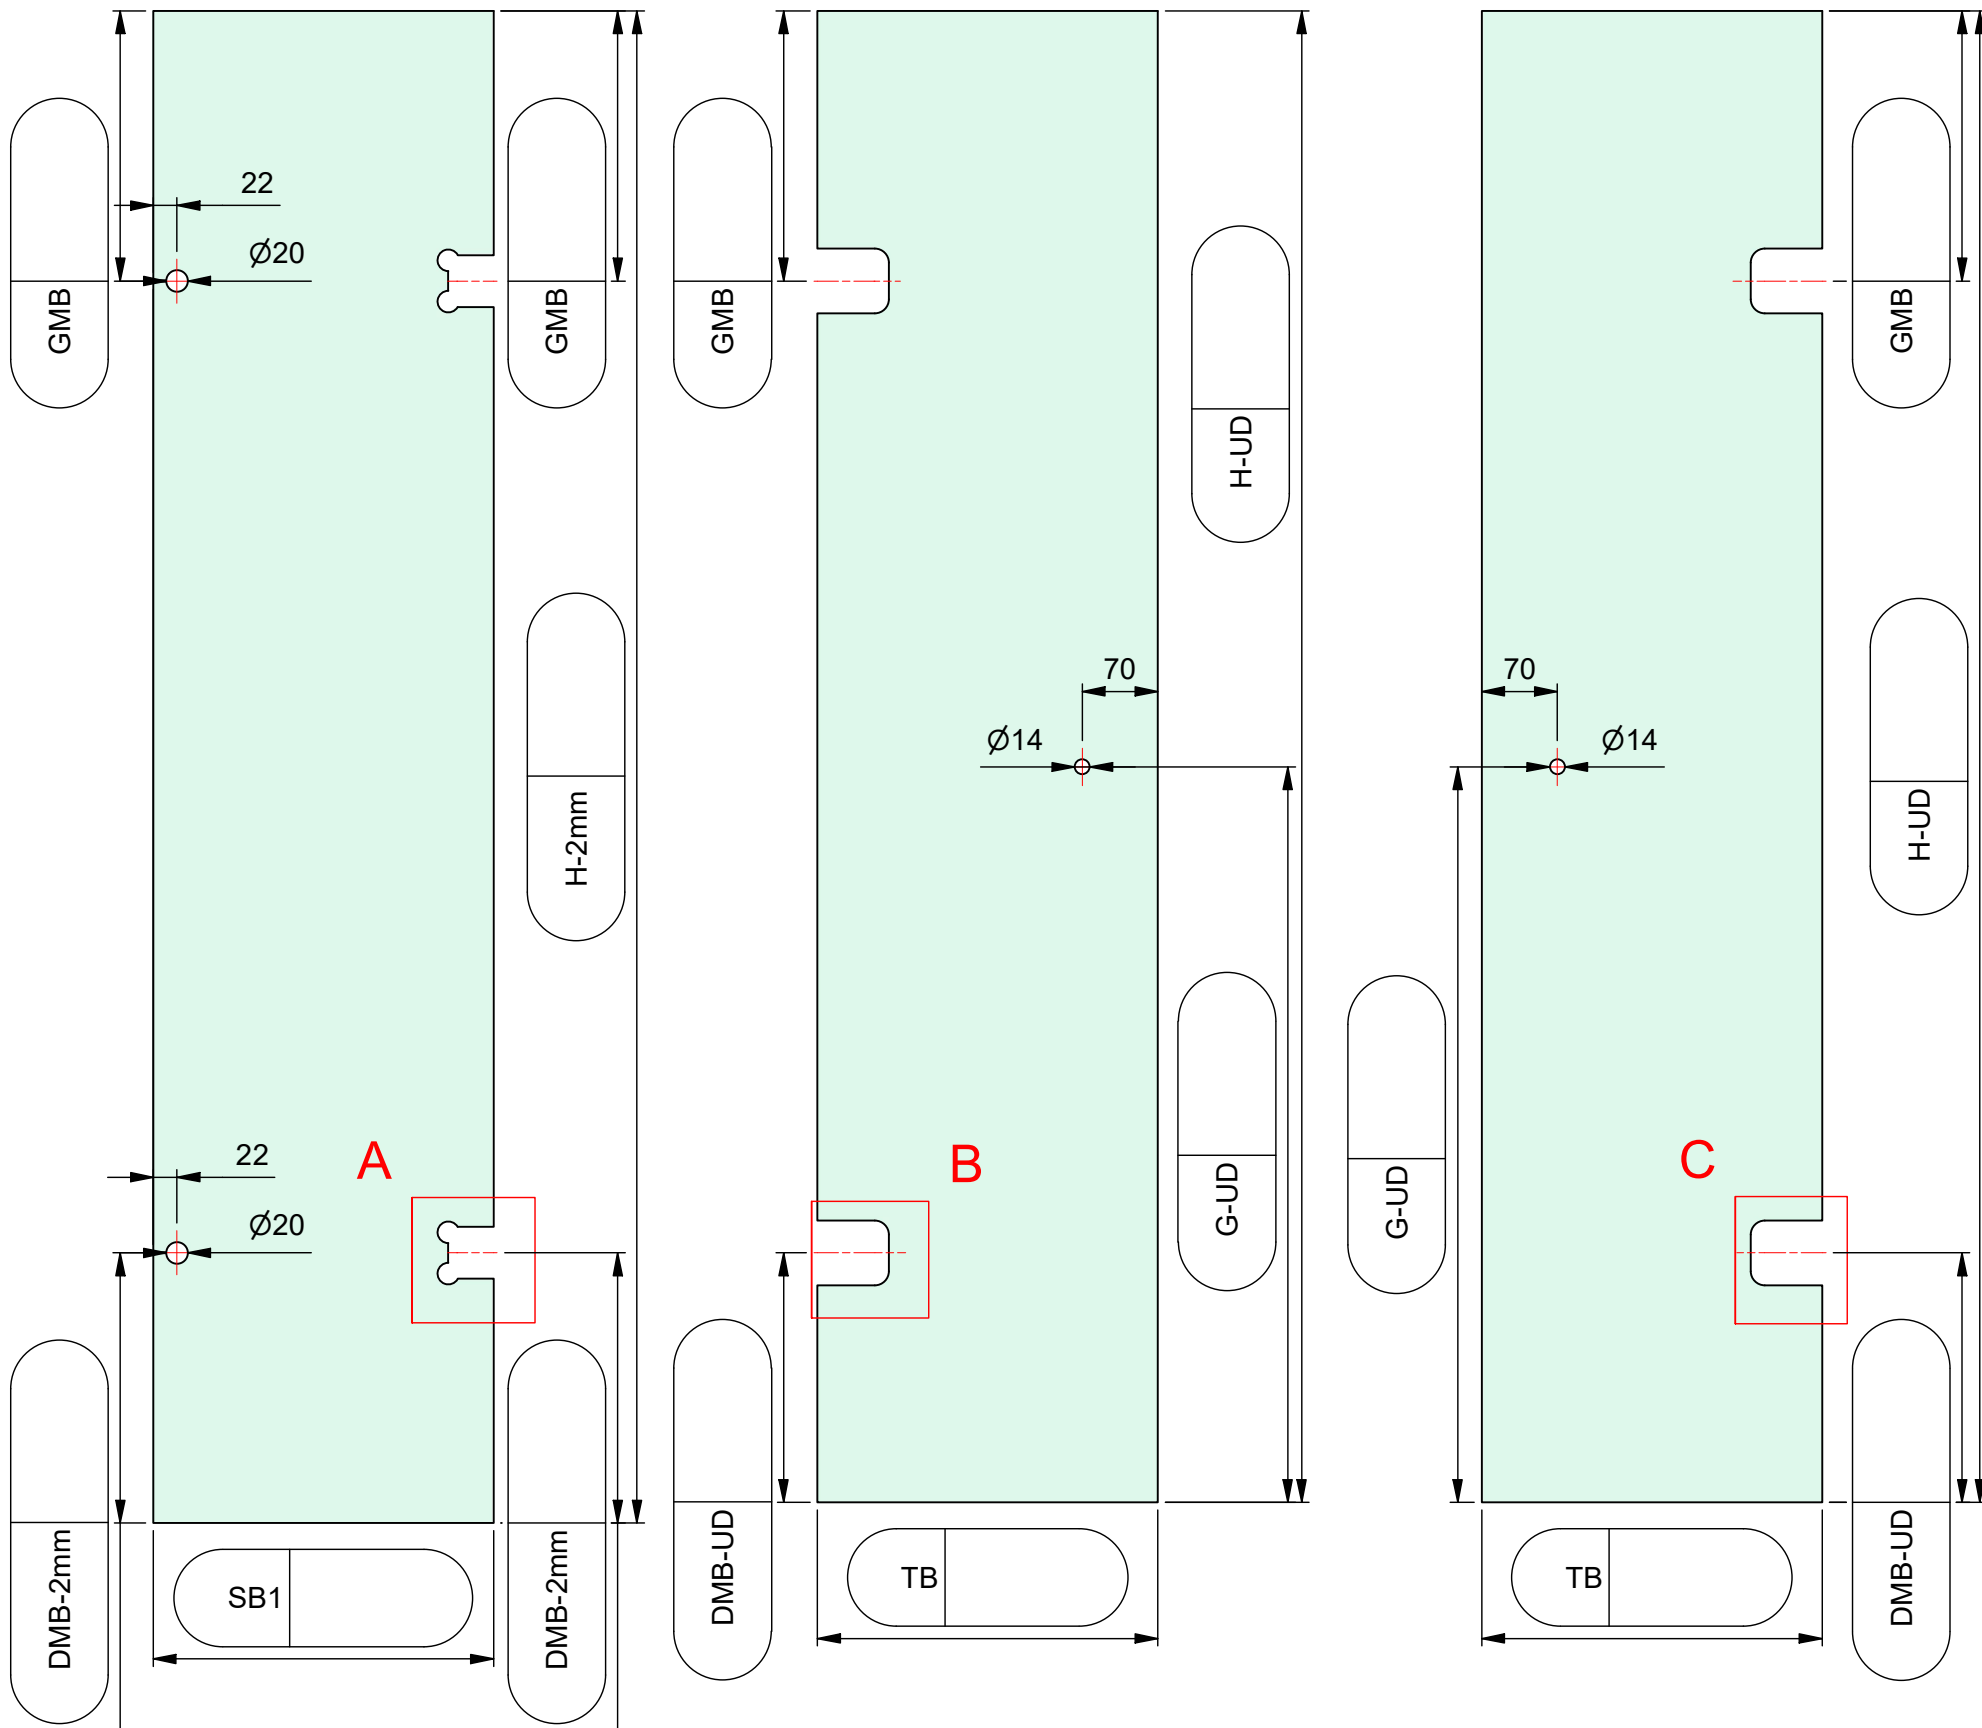 GMB
22
Ø20
GMB
H-2mm
22
Ø20
A
DMB-2mm
SB1
DMB-2mm
GMB
H-UD
70
Ø14
B
G-UD
DMB-UD
TB
GMB
70
Ø14
H-UD
G-UD
C
TB
DMB-UD